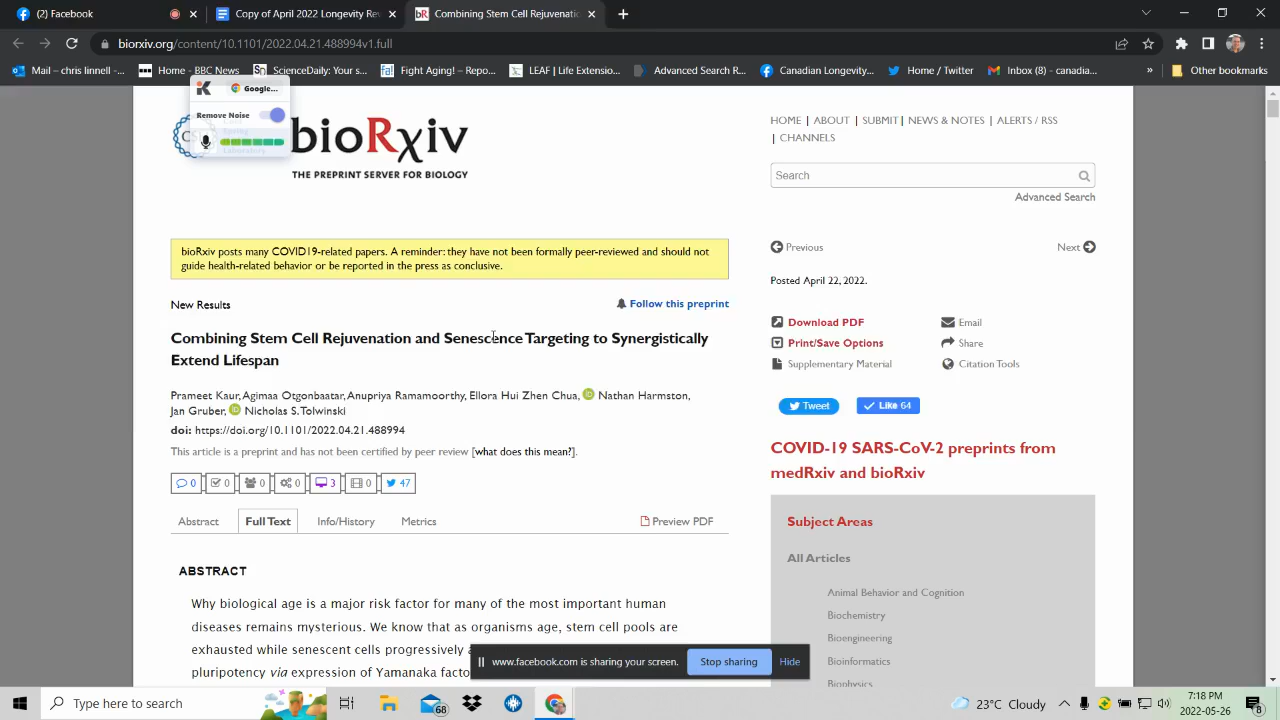 (2) Facebook
bioRxiv: Rejuvenatic
biorxiv.org/content/10.1101/2022.04.21.488994v1.full
Mail – chris linnell –...
Home - BBC News
ScienceDaily: Your s...
Fight Aging! – Repo...
LEAF | Life Extensio...
Advanced Search R...
Canadian Longevity...
/ Twitter
Inbox (8) - canadia...
»
Other bookmarks
Google...
Remove Noise
bioRxiv
THE PREPRINT SERVER FOR BIOLOGY
HOME | ABOUT | SUBMIT | NEWS & NOTES | ALERTS / RSS
| CHANNELS
Search
Advanced Search
bioRxiv posts many COVID19-related papers. A reminder: they have not been formally peer-reviewed and should not
guide health-related behavior or be reported in the press as conclusive.
Previous Next
Posted April 22, 2022.
New Results
Follow this preprint
Download PDF Email
Print/Save Options Share
Supplementary Material Citation Tools
Combining Stem Cell Rejuvenation and Senescence Targeting to Synergistically
Extend Lifespan
Prameet Kaur, Agimaa Otgonbaatar, Anupriya Ramamoorthy, Ellora Hui Zhen Chua, Nathan Harmston,
Jan Gruber, Nicholas S. Tolwinski
doi: https://doi.org/10.1101/2022.04.21.488994
This article is a preprint and has not been certified by peer review [what does this mean?].
0 0 0 0 3 0 47
Tweet
Like 64
COVID-19 SARS-CoV-2 preprints from
medRxiv and bioRxiv
Abstract Full Text Info/History Metrics Preview PDF
Subject Areas
All Articles
Animal Behavior and Cognition
Biochemistry
Bioengineering
Bioinformatics
Biophysics
ABSTRACT
Why biological age is a major risk factor for many of the most important human
diseases remains mysterious. We know that as organisms age, stem cell pools are
exhausted while senescent cells progressively
pluripotency via expression of Yamanaka
www.facebook.com is sharing your screen.
Stop sharing
Hide
Type here to search
68
23°C Cloudy
7:18 PM
2022-05-26
8